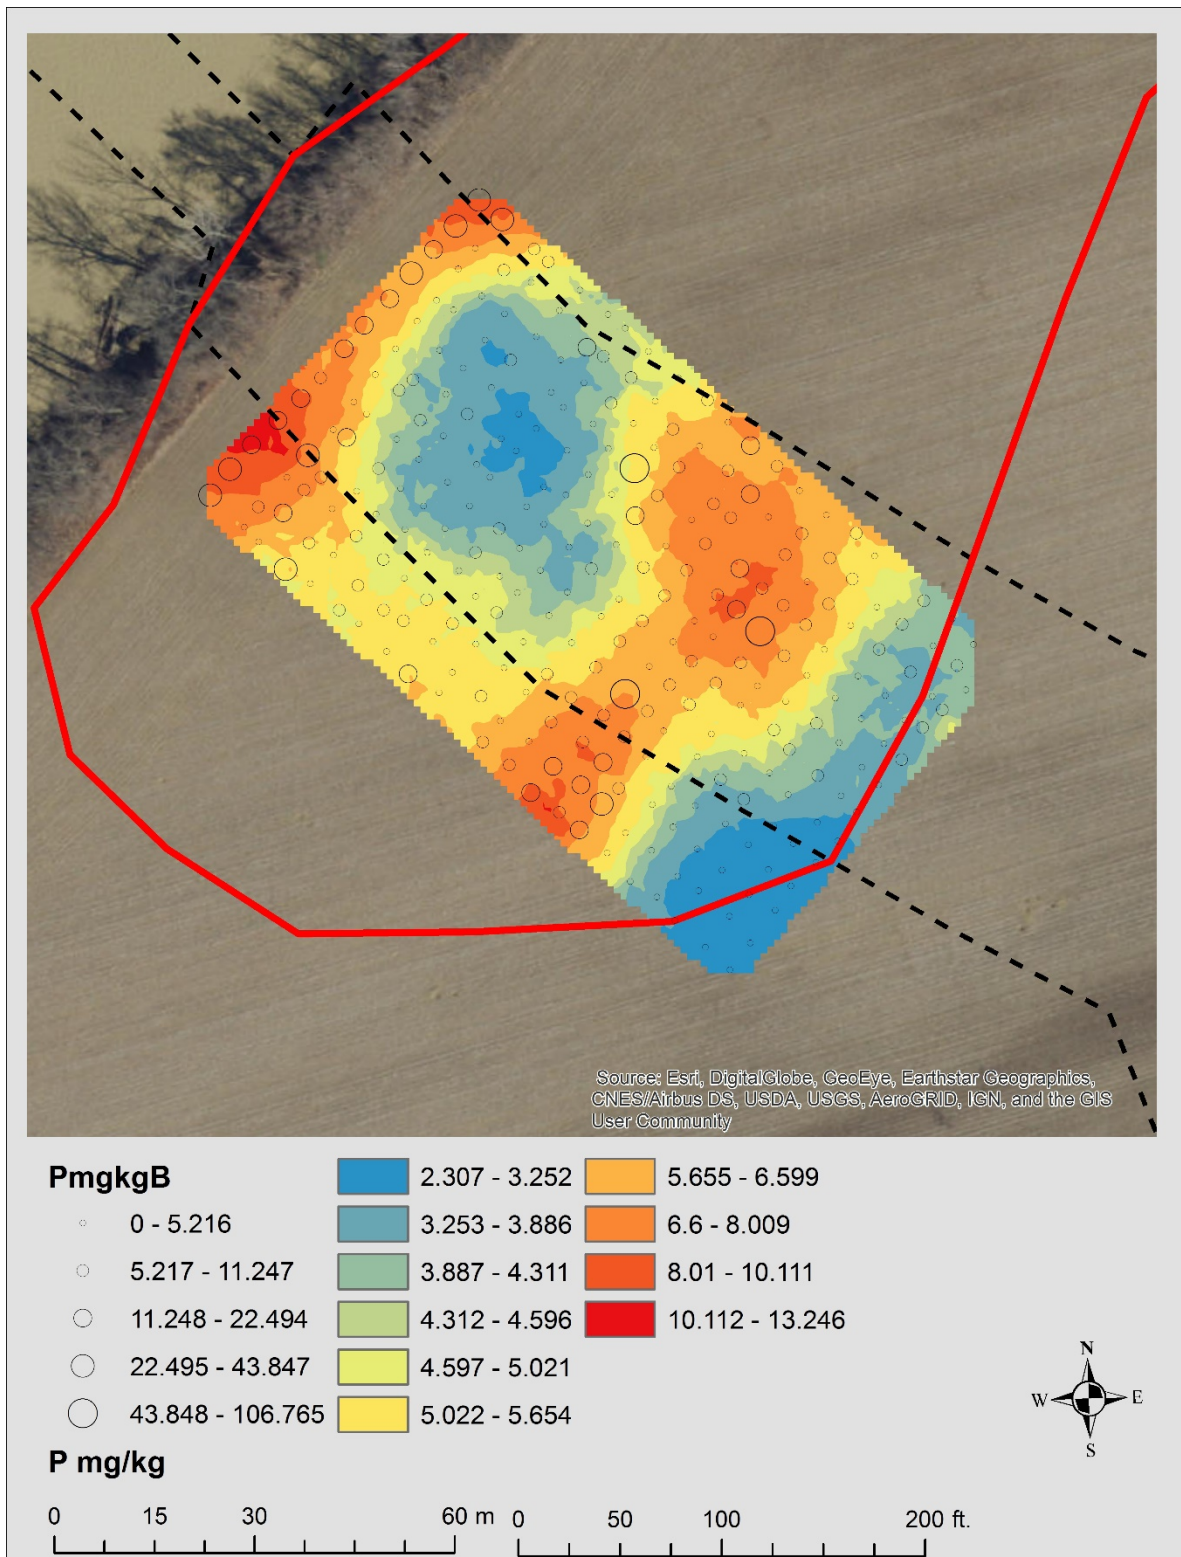 Source: Esri, DigitalGlobe, GeoEye, Earthstar Geographics,
CNES/Airbus DS, USDA, USGS, AeroGRID, IGN, and the GIS
User Community
PmgkgB
0 - 5.216
5.217 - 11.247
11.248 - 22.494
22.495 - 43.847
43.848 - 106.765
2.307 - 3.252
3.253 - 3.886
3.887 - 4.311
4.312 - 4.596
4.597 - 5.021
5.022 - 5.654
5.655 - 6.599
6.6 - 8.009
8.01 - 10.111
10.112 - 13.246
N
W E
S
P mg/kg
0 15 30 60 m
0 50 100 200 ft.